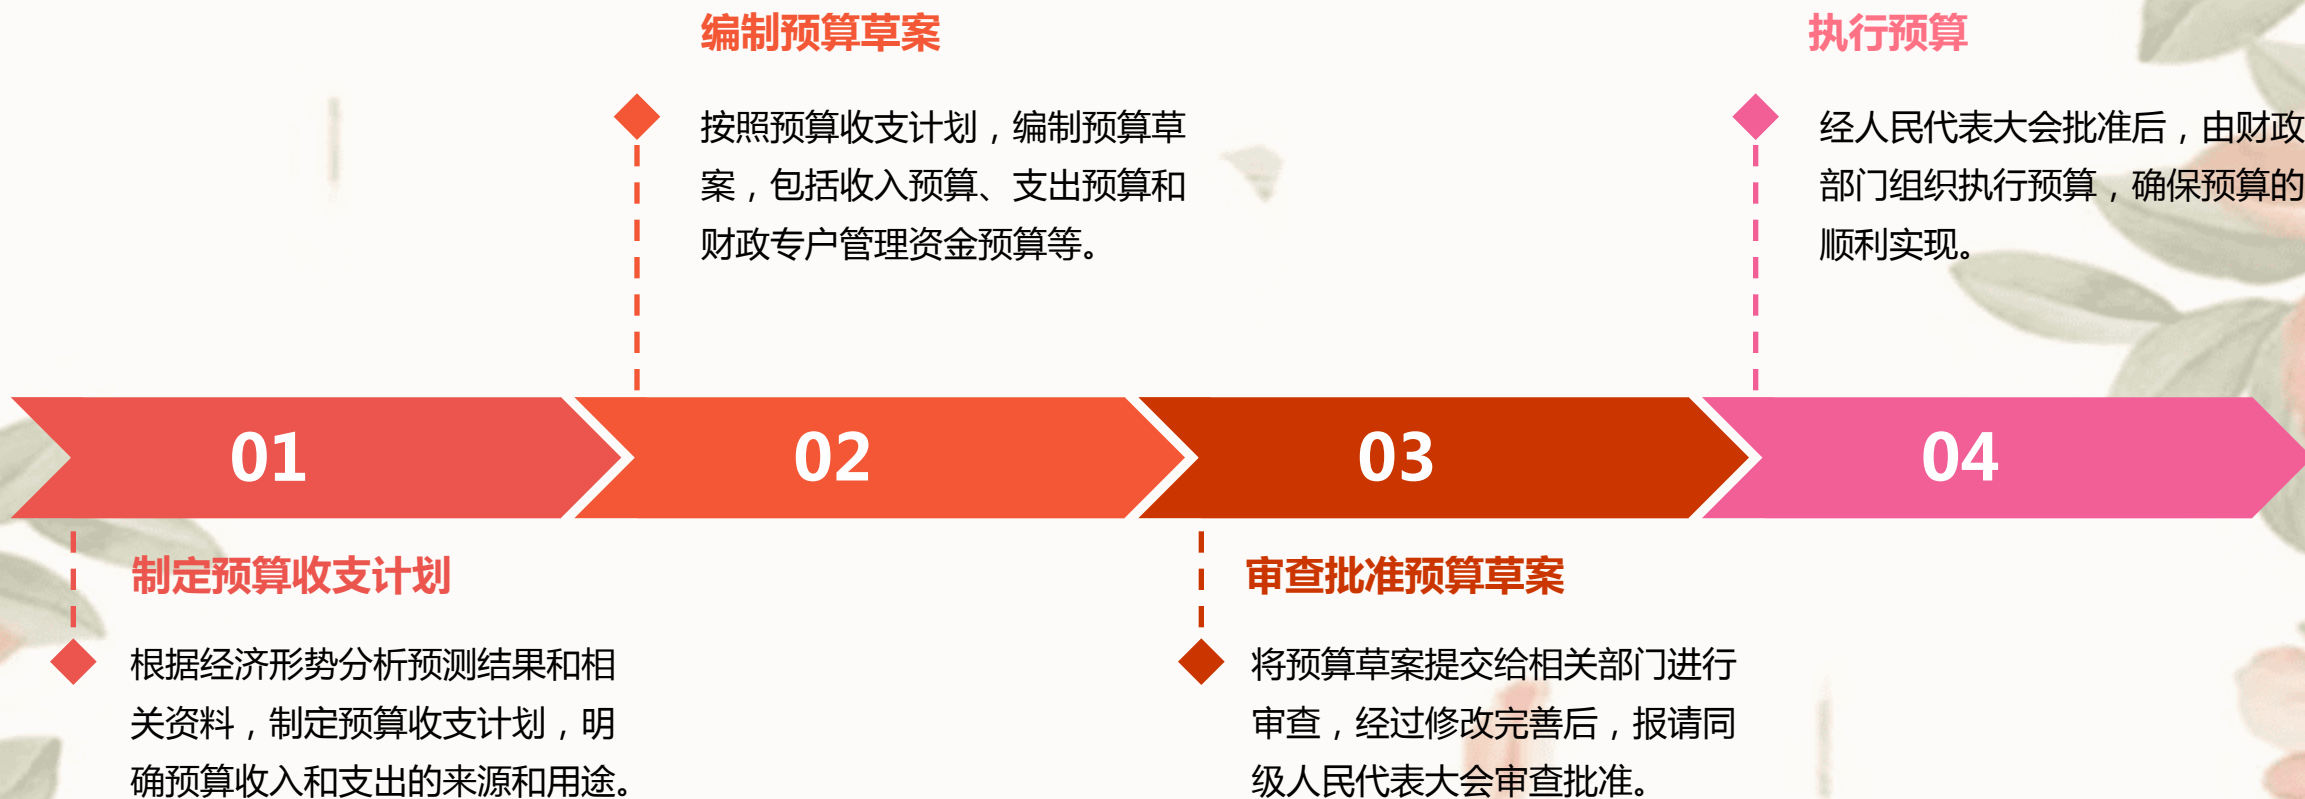 编制预算草案
按照预算收支计划，编制预算草
案，包括收入预算、支出预算和
财政专户管理资金预算等。
执行预算
经人民代表大会批准后，由财政
部门组织执行预算，确保预算的
顺利实现。
01
02
03
04
制定预算收支计划
根据经济形势分析预测结果和相
关资料，制定预算收支计划，明
确预算收入和支出的来源和用途。
审查批准预算草案
将预算草案提交给相关部门进行
审查，经过修改完善后，报请同
级人民代表大会审查批准。